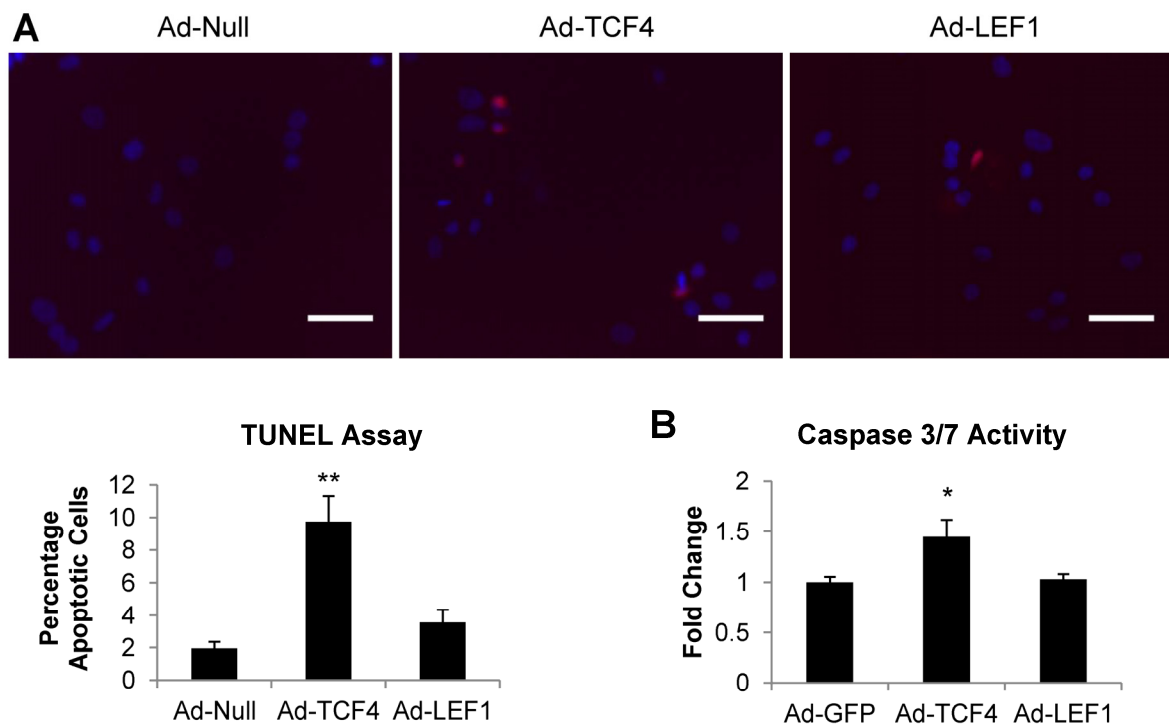 A
Ad-Null Ad-TCF4 Ad-LEF1
TUNEL Assay
Percentage
Apoptotic Cells
12
10
8
6
4
2
0
**
Ad-Null Ad-TCF4 Ad-LEF1
B
Caspase 3/7 Activity
Fold Change
2
1.5
1
0.5
0
*
Ad-GFP Ad-TCF4 Ad-LEF1